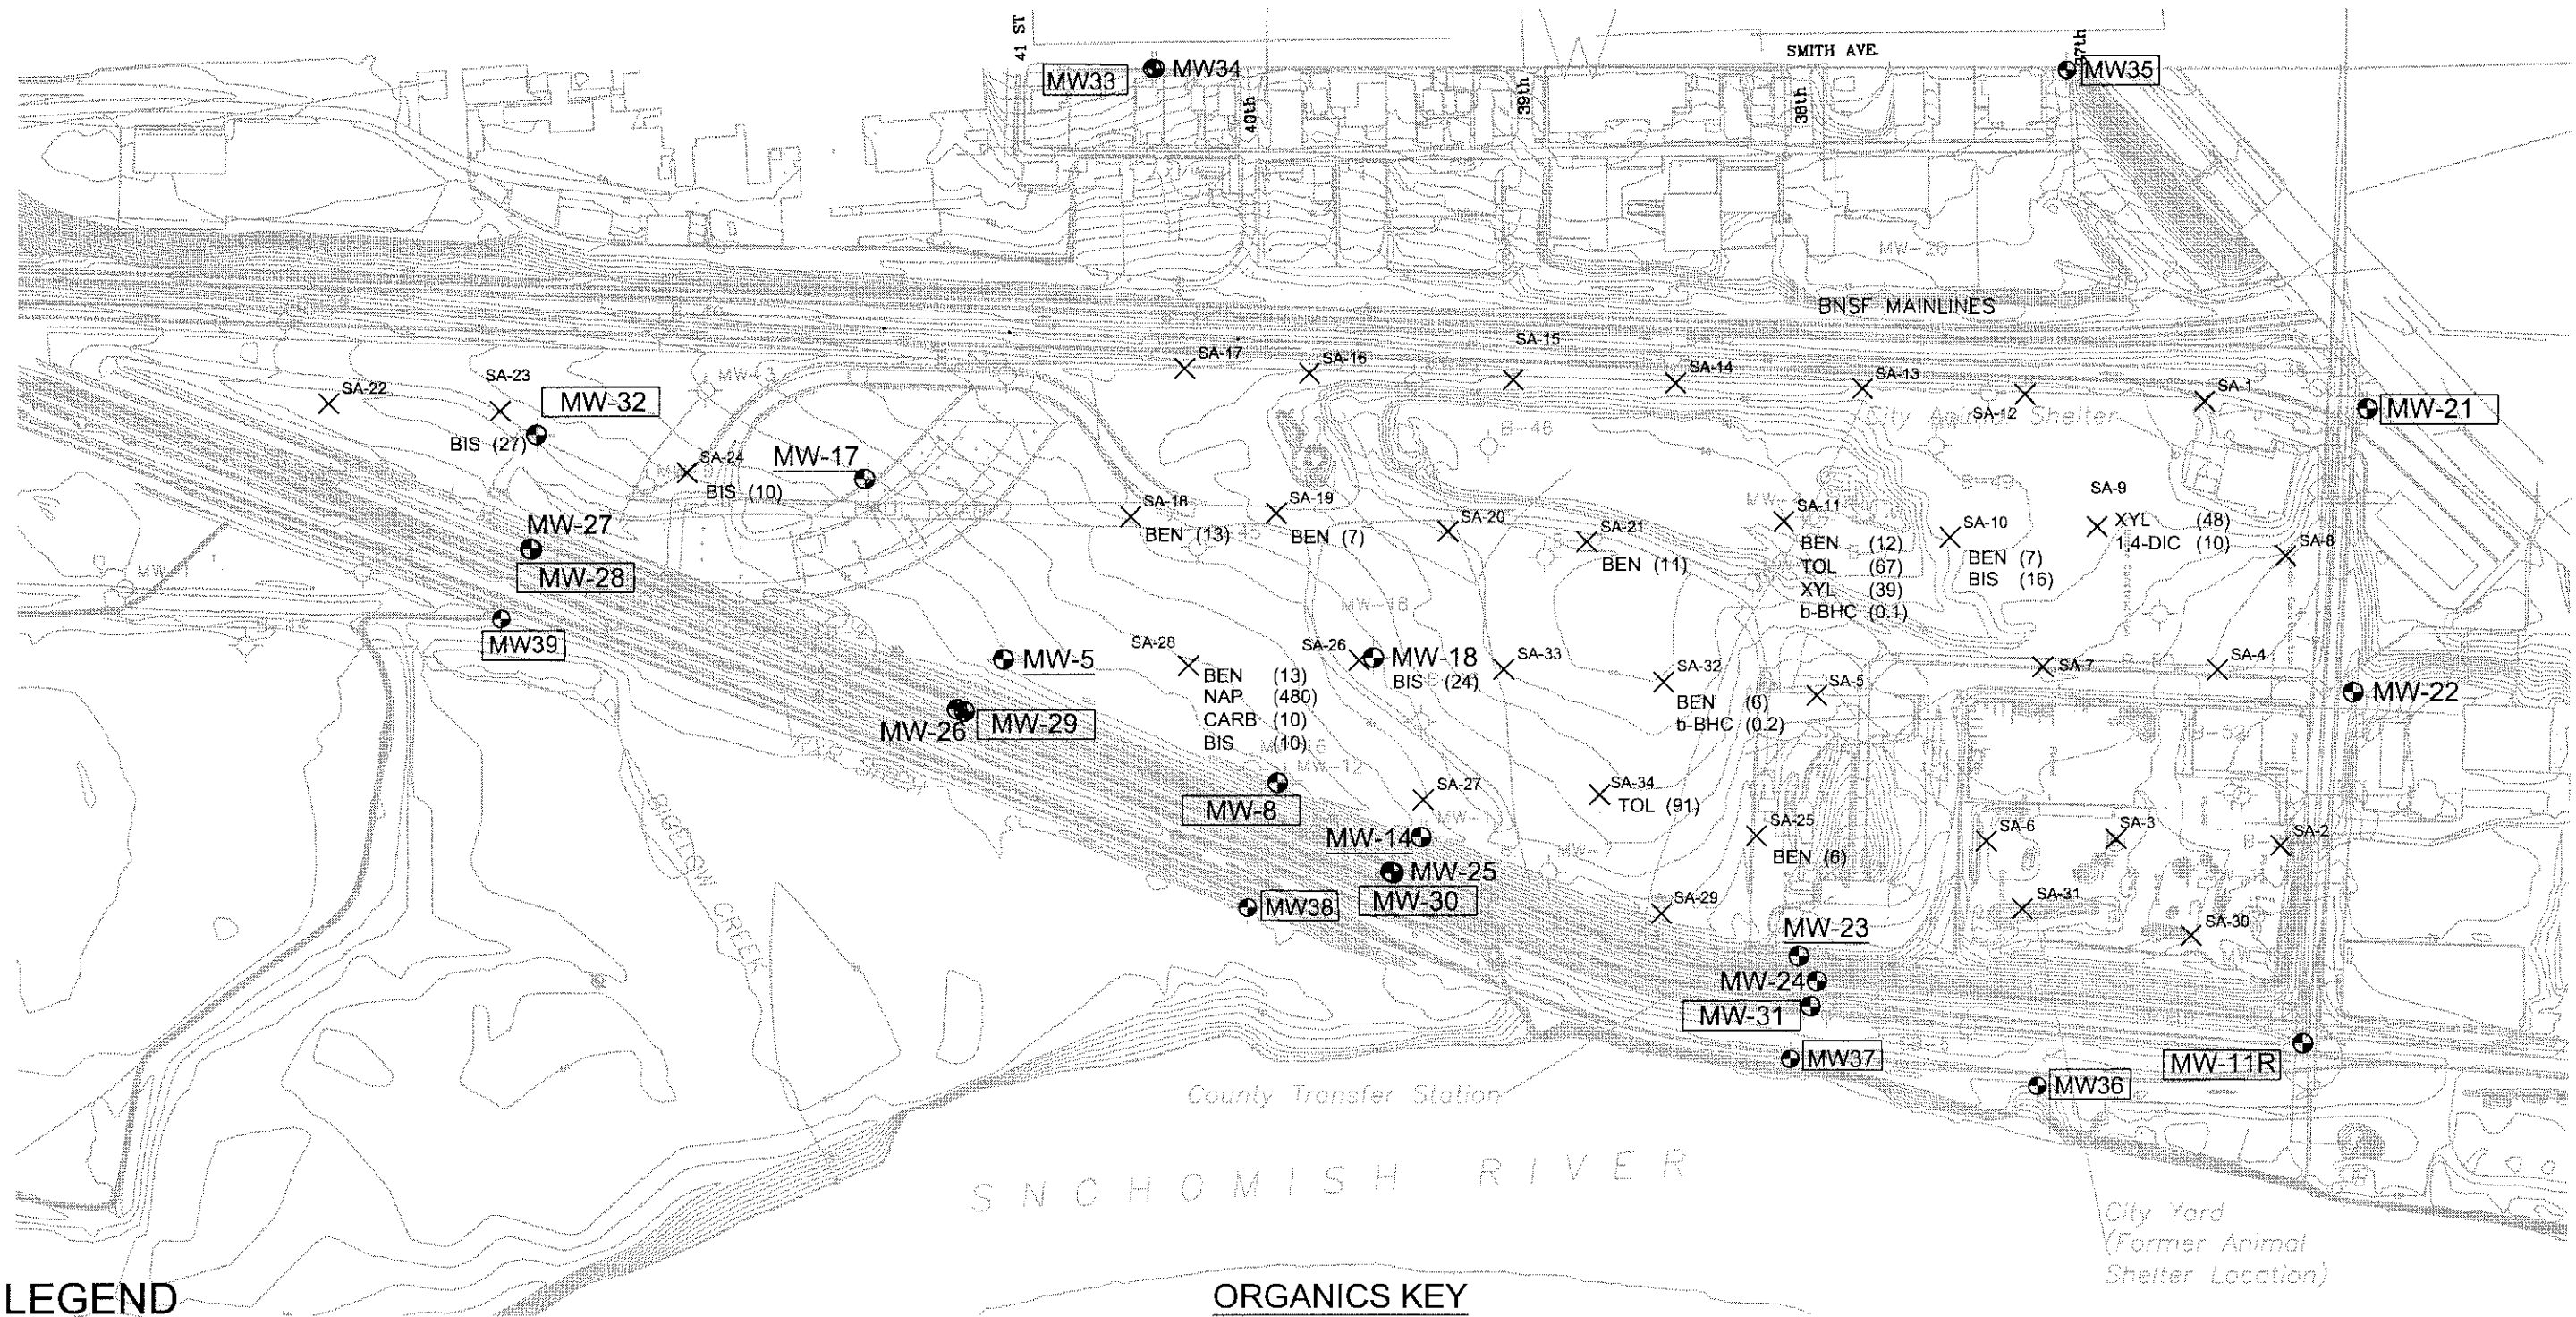 41 ST
SMITH AVE.
37th
MW33
MW34
MW35
40th
39th
38th
MW-20
BNSF MAINLINES
SA-15
SA-17
SA-16
SA-14
SA-13
SA-1
SA-12
City Animal Shelter
SA-22
SA-23
MW-32
BIS (27)
MW-21
B-46
SA-24
BIS (10)
MW-17
SA-18
BEN (13)
SA-19
BEN (7)
SA-20
SA-21
BEN (11)
SA-11
BEN (12)
TOL (67)
XYL (39)
b-BHC (0.1)
SA-10
BEN (7)
BIS (16)
SA-9
XYL (48)
1,4-DIC (10)
SA-8
MW-27
MW-28
MW39
MW-5
MW-26
MW-29
SA-28
BEN (13)
NAP (480)
CARB (10)
BIS (10)
MW-12
SA-26
MW-18
BIS (24)
SA-33
SA-32
BEN (6)
b-BHC (0.2)
SA-5
SA-7
SA-4
MW-22
MW-8
SA-27
MW-14
MW-25
MW-30
MW38
SA-34
TOL (91)
SA-25
BEN (6)
SA-29
SA-6
SA-3
SA-2
SA-31
SA-30
MW-23
MW-24
MW-31
MW37
MW36
MW-11R
BIGELOW CREEK
County Transfer Station
SNOHOMISH RIVER
City Yard
(Former Animal
Shelter Location)
LEGEND
ORGANICS KEY